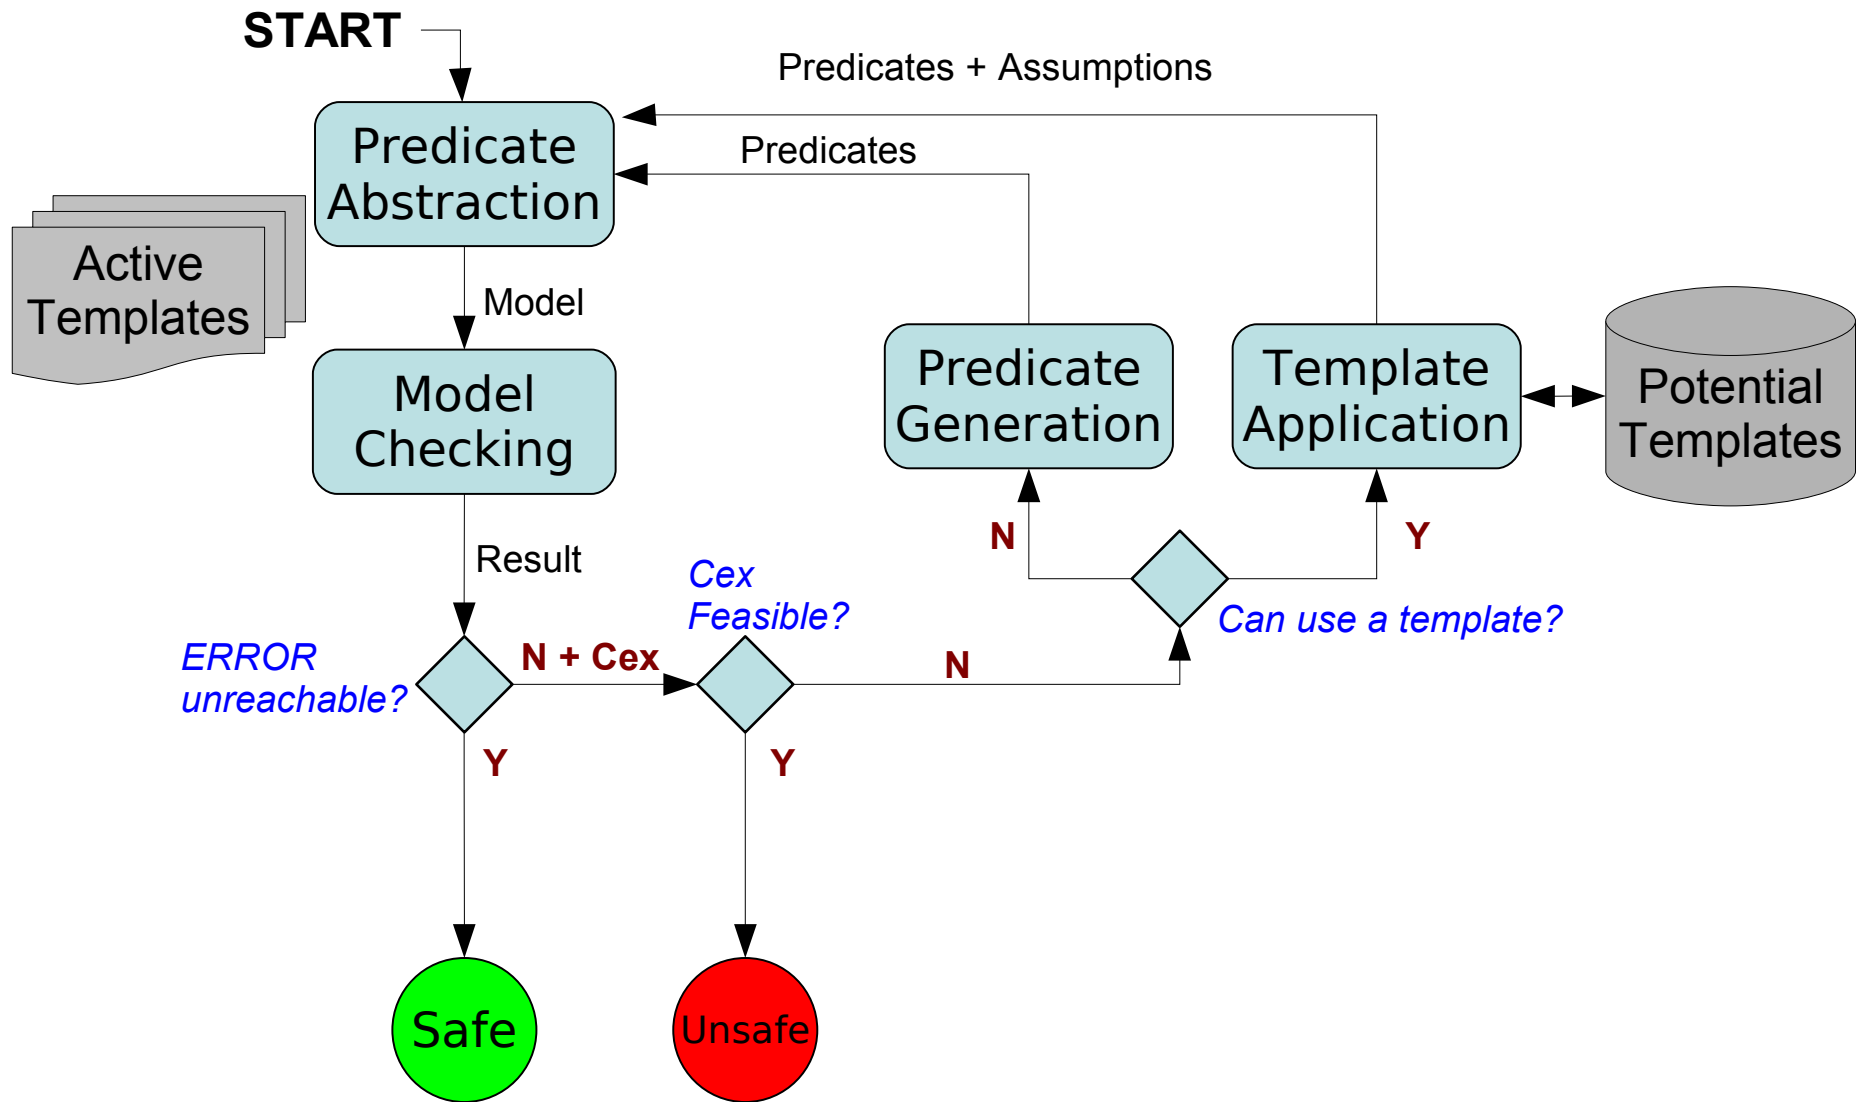 START
Predicates + Assumptions
Predicate
Abstraction
Predicates
Active
Templates
Model
Model
Checking
Predicate
Generation
Template
Application
Potential
Templates
Result
N
Y
Cex
Feasible?
Can use a template?
ERROR
unreachable?
N + Cex
N
Y
Y
Safe
Unsafe